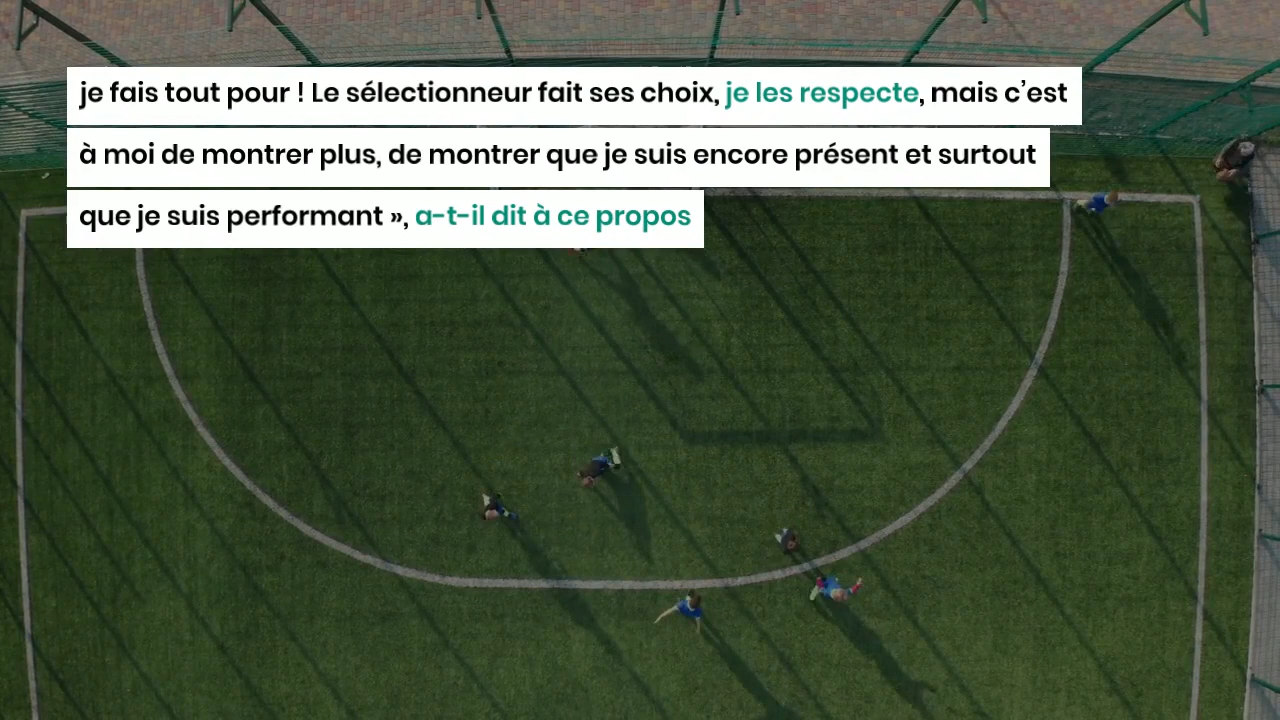 je fais tout pour ! Le sélectionneur fait ses choix, je les respecte, mais c’est
à moi de montrer plus, de montrer que je suis encore présent et surtout
que je suis performant », a-t-il dit à ce propos